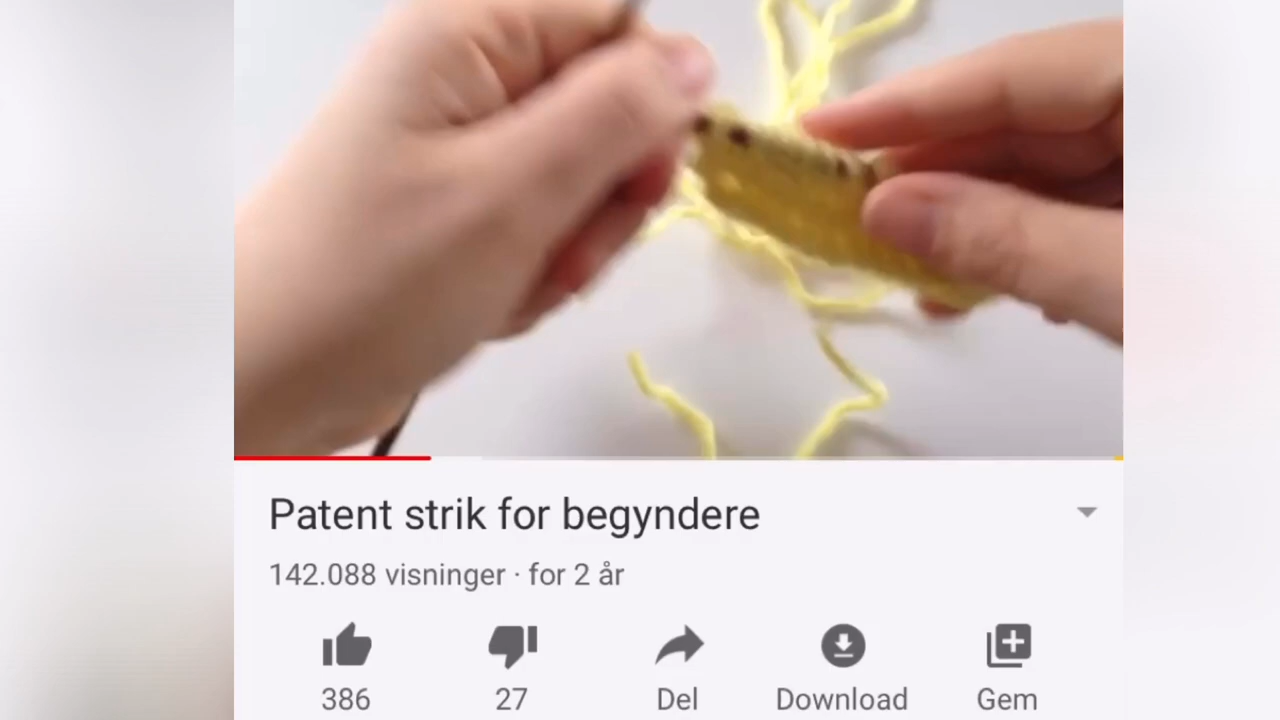 Patent strik for begyndere
142.088 visninger · for 2 år
386 27 Del Download Gem